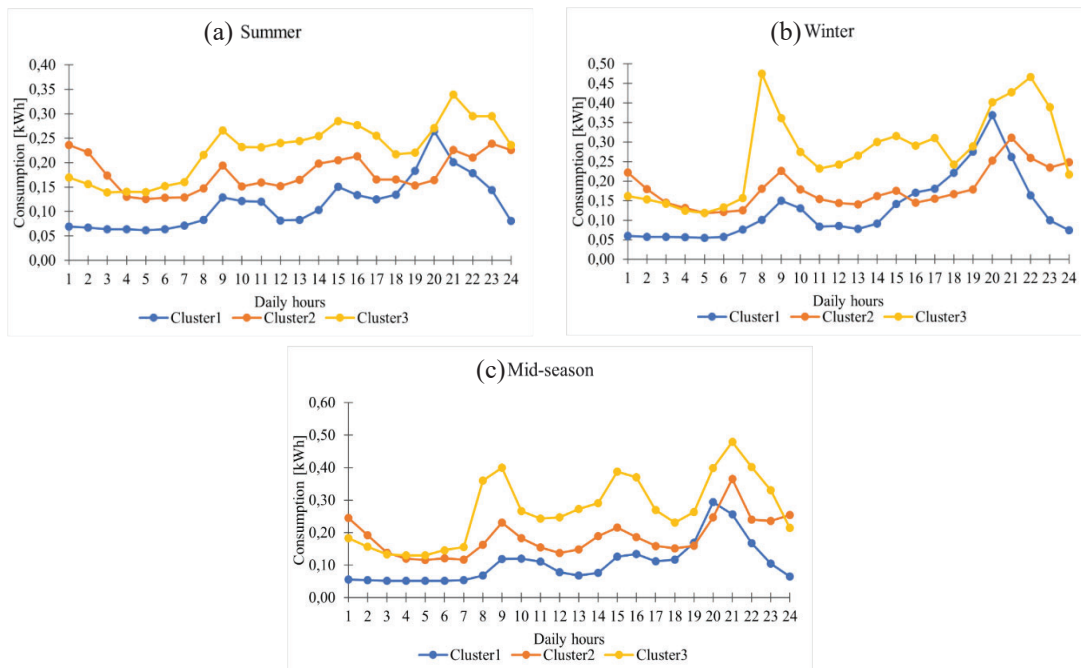 (a) Summer
Consumption [kWh]
0,40
0,35
0,30
0,25
0,20
0,15
0,10
0,05
0,00
1 2 3 4 5 6 7 8 9 10 11 12 13 14 15 16 17 18 19 20 21 22 23 24
Daily hours
Cluster1 Cluster2 Cluster3
(b) Winter
Consumption [kWh]
0,50
0,45
0,40
0,35
0,30
0,25
0,20
0,15
0,10
0,05
0,00
1 2 3 4 5 6 7 8 9 10 11 12 13 14 15 16 17 18 19 20 21 22 23 24
Daily hours
Cluster1 Cluster2 Cluster3
(c) Mid-season
Consumption [kWh]
0,60
0,50
0,40
0,30
0,20
0,10
0,00
1 2 3 4 5 6 7 8 9 10 11 12 13 14 15 16 17 18 19 20 21 22 23 24
Daily hours
Cluster1 Cluster2 Cluster3